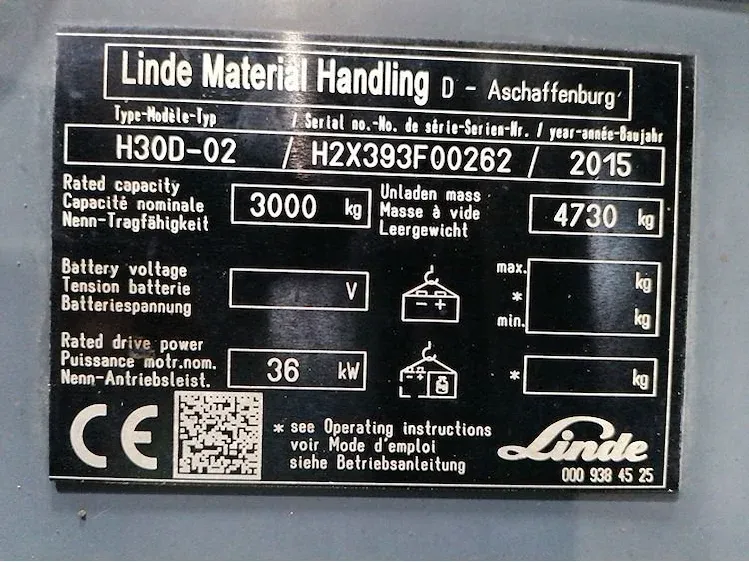 Linde Material Handling D - Aschaffenburg
Type-Modèle-Typ / Serial no.-No. de série-Serien-Nr. / year-année-Baujahr
H30D-02 / H2X393F00262 / 2015
Rated capacity
Capacité nominale
Nenn-Tragfähigkeit
3000 kg
Unladen mass
Masse à vide
Leergewicht
4730 kg
Battery voltage
Tension batterie
Batteriespannung
V
max. kg
*
min. kg
Rated drive power
Puissance motr.nom.
Nenn-Antriebsleist.
36 kW
* kg
CE
* see Operating instructions
voir Mode d'emploi
siehe Betriebsanleitung
Linde
000 938 45 25